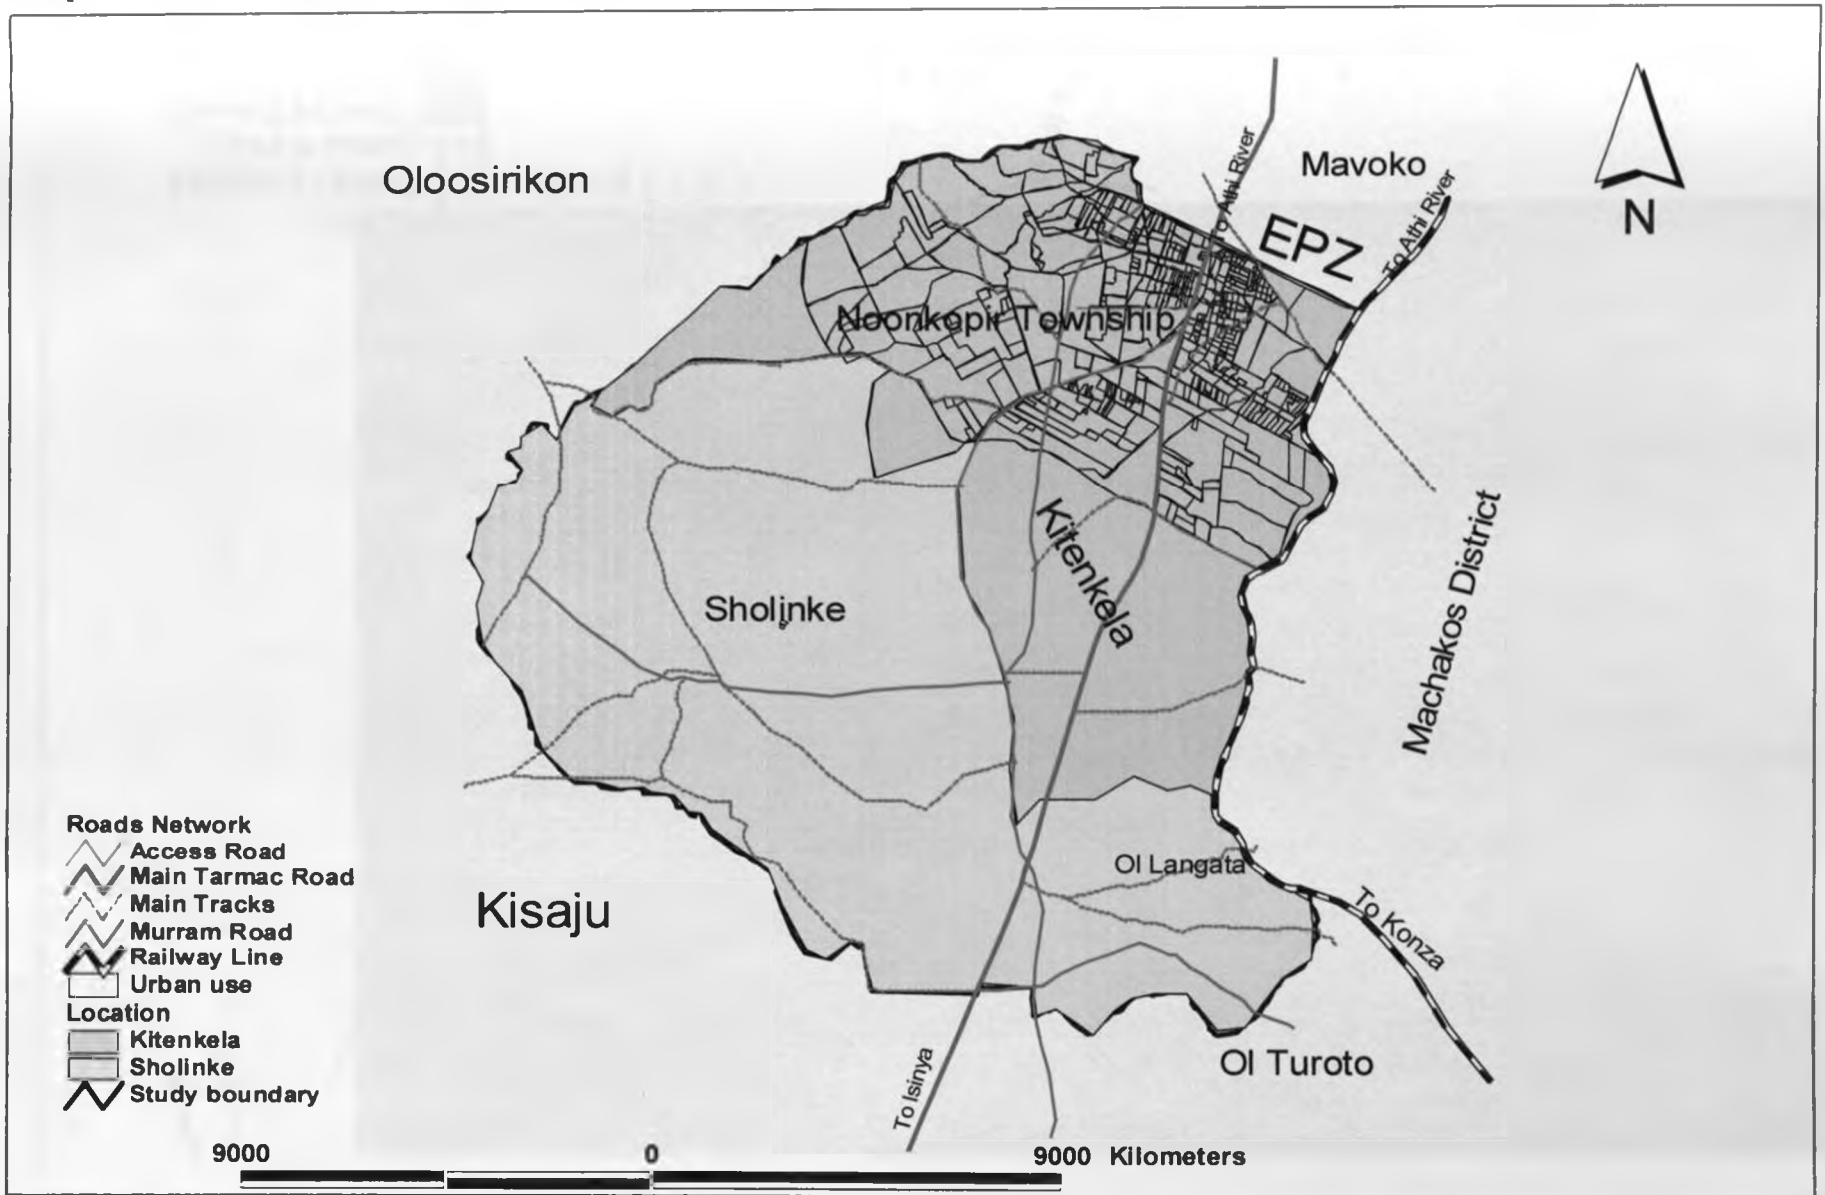 Oloosirikon
Mavoko
To Athi River
To Athi River
EPZ
N
Noonkopir Township
Kitenkela
Sholinke
Machakos District
Ol Langata
To Konza
Kisaju
Ol Turoto
To Isinya
Roads Network
Access Road
Main Tarmac Road
Main Tracks
Murram Road
Railway Line
Urban use
Location
Kitenkela
Sholinke
Study boundary
9000 0 9000 Kilometers